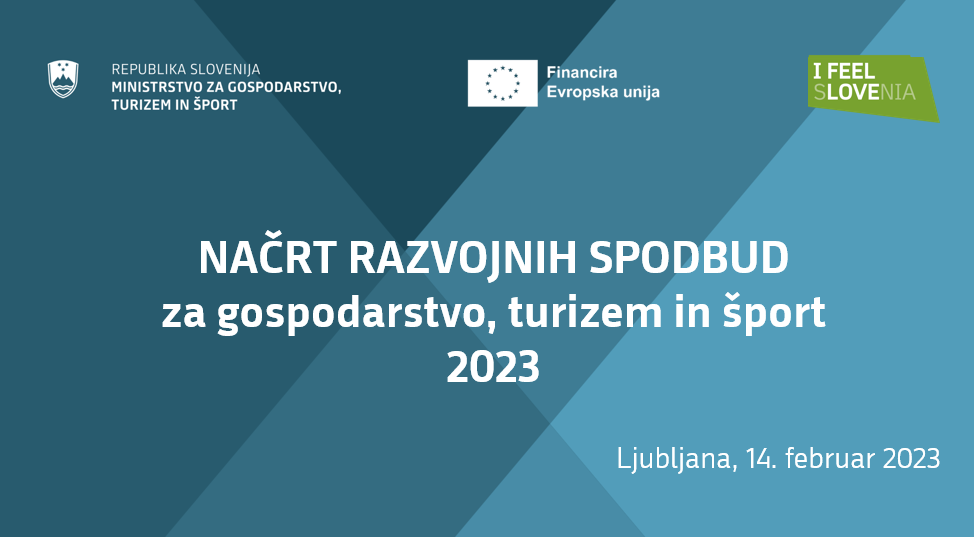 REPUBLIKA SLOVENIJA
MINISTRSTVO ZA GOSPODARSTVO,
TURIZEM IN ŠPORT
Financira
Evropska unija
I FEEL
SLOVENIA
NAČRT RAZVOJNIH SPODBUD
za gospodarstvo, turizem in šport
2023
Ljubljana, 14. februar 2023